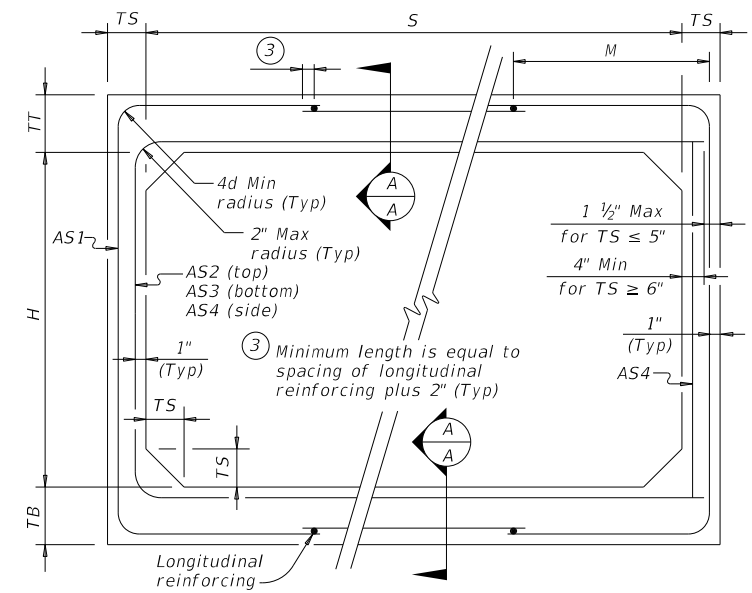 TS
S
TS
3
M
TT
A
A
4d Min
radius (Typ)
1 ½" Max
for TS ≤ 5"
2" Max
radius (Typ)
AS1
AS2 (top)
AS3 (bottom)
AS4 (side)
4" Min
for TS ≥ 6"
H
1"
(Typ)
3
Minimum length is equal to
spacing of longitudinal
reinforcing plus 2" (Typ)
1"
(Typ)
AS4
TS
A
A
TS
TB
Longitudinal
reinforcing